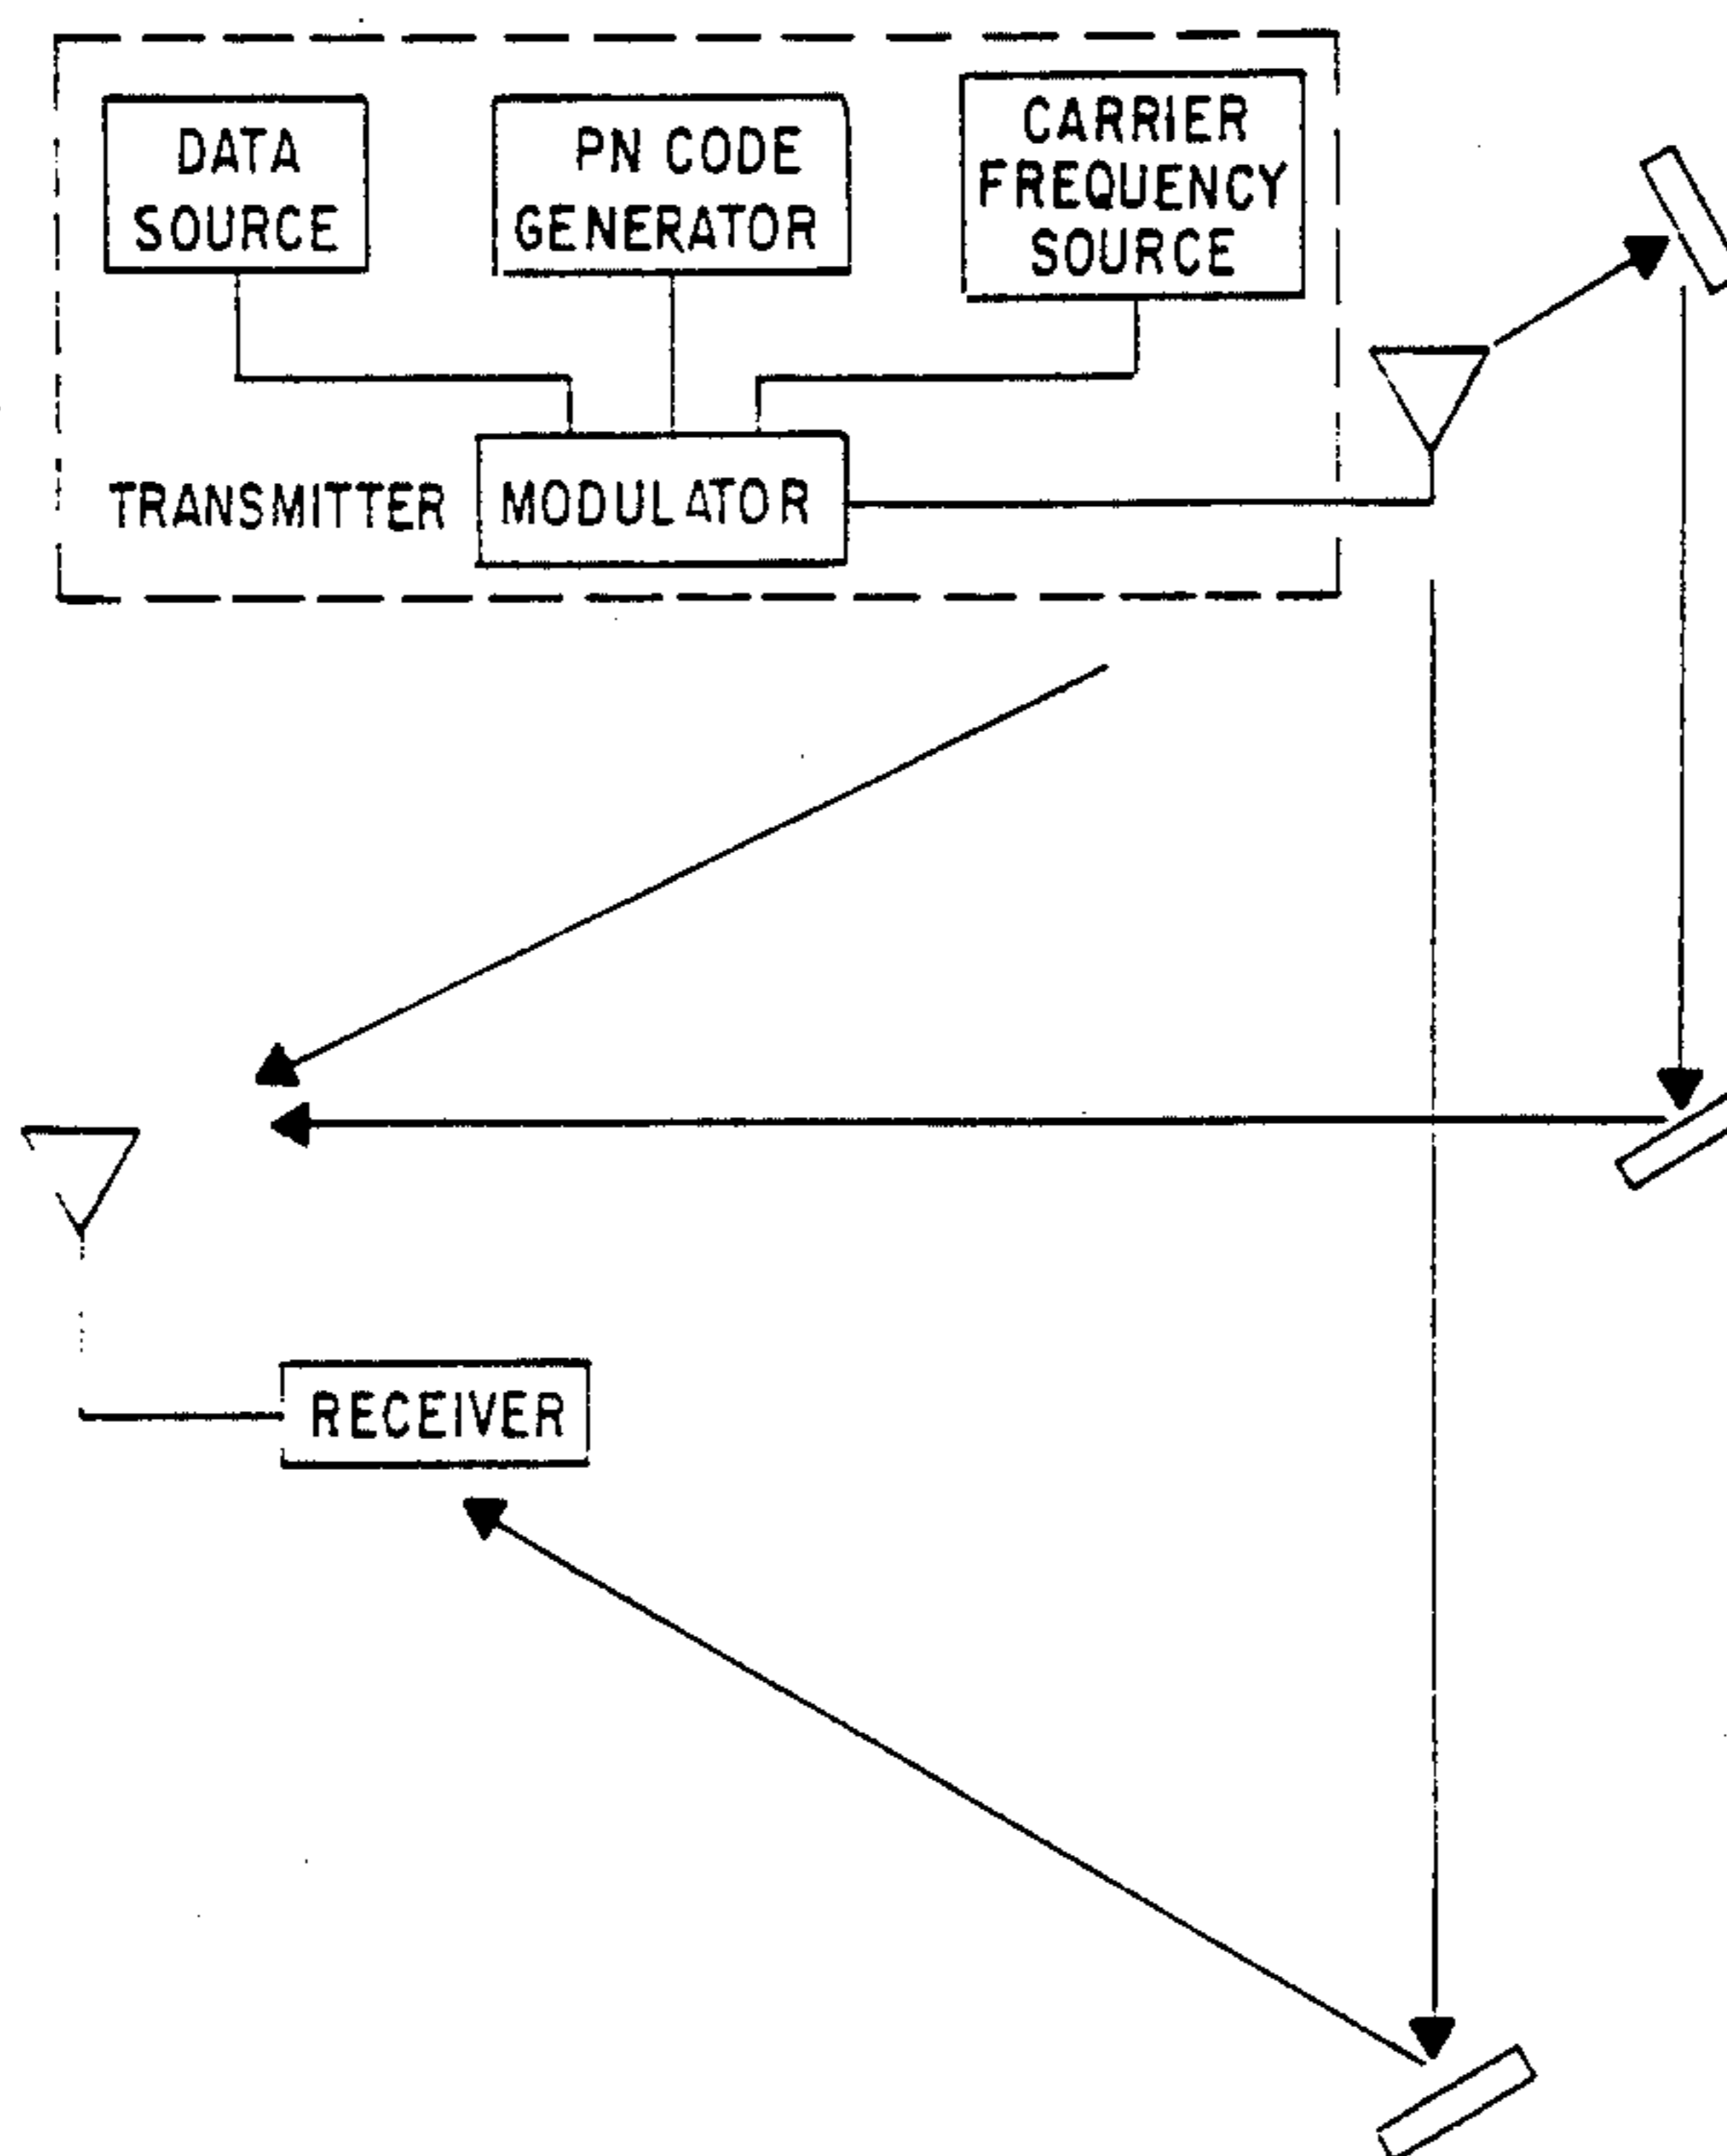 DATA
SOURCE
PN CODE
GENERATOR
CARRIER
FREQUENCY
SOURCE
TRANSMITTER
MODULATOR
RECEIVER